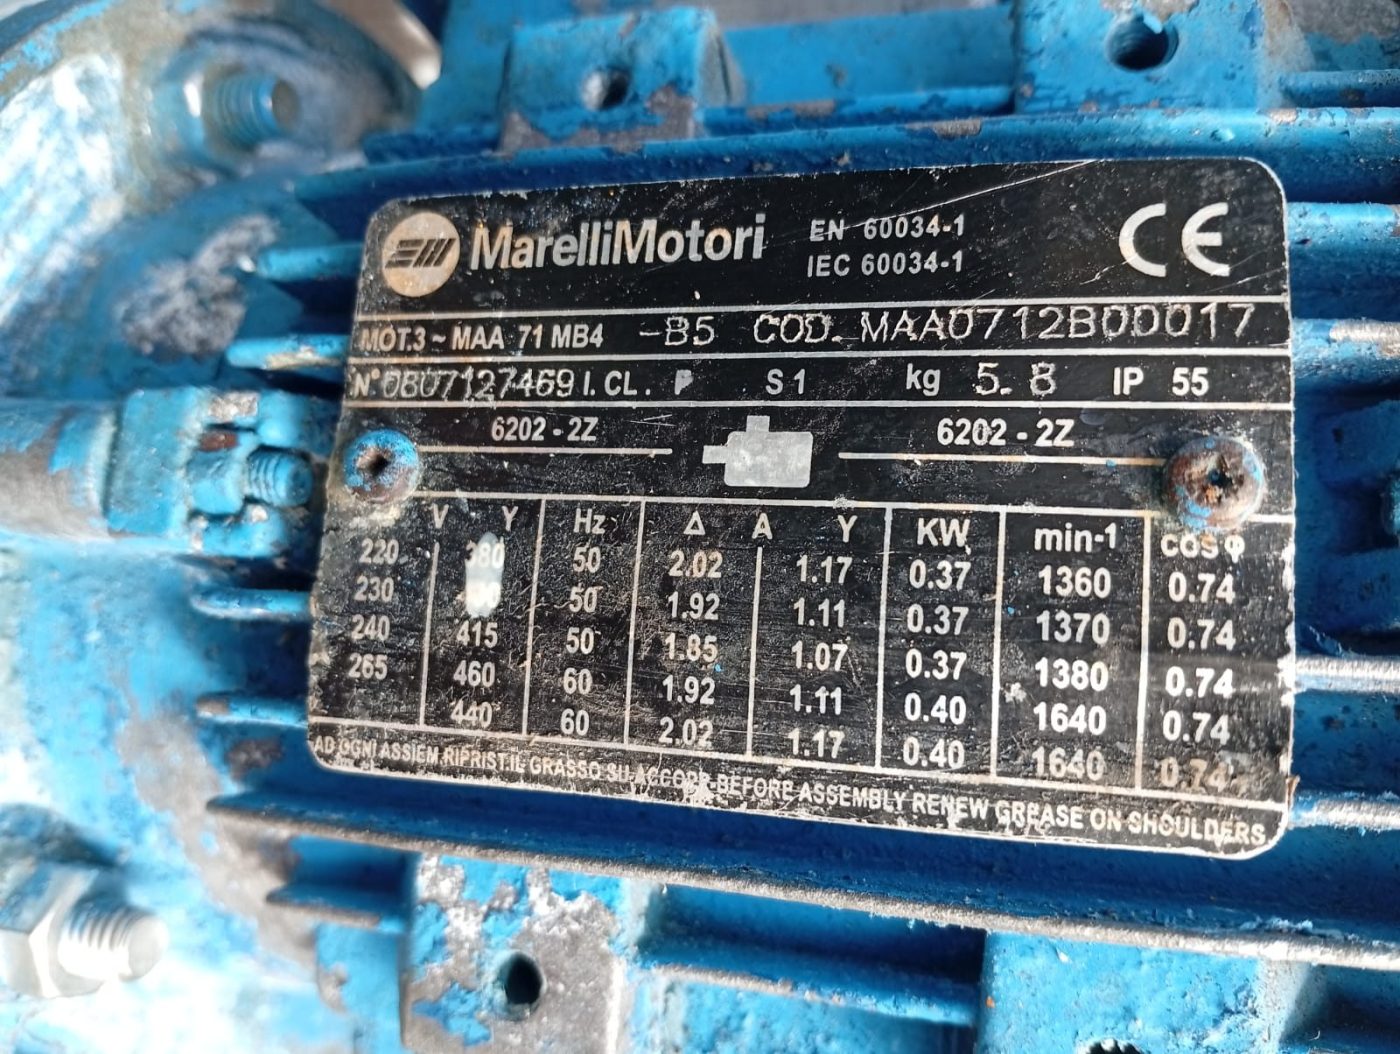 MarelliMotori EN 60034-1
IEC 60034-1
CE
MOT.3~MAA 71 MB4 -B5 COD. MAA0712B00017
N°0807127469 I. CL. F S1 kg 5.8 IP 55
6202-2Z 6202-2Z
V Y Hz Δ A Y KW min-1 cos φ
220 380 50 2.02 1.17 0.37 1360 0.74
230 50 1.92 1.11 0.37 1370 0.74
240 415 50 1.85 1.07 0.37 1380 0.74
265 460 60 1.92 1.11 0.40 1640 0.74
440 60 2.02 1.17 0.40 1640 0.74
AD OGNI ASSIEM.RIPRIST.IL GRASSO SU ACCOPP.-BEFORE ASSEMBLY RENEW GREASE ON SHOULDERS